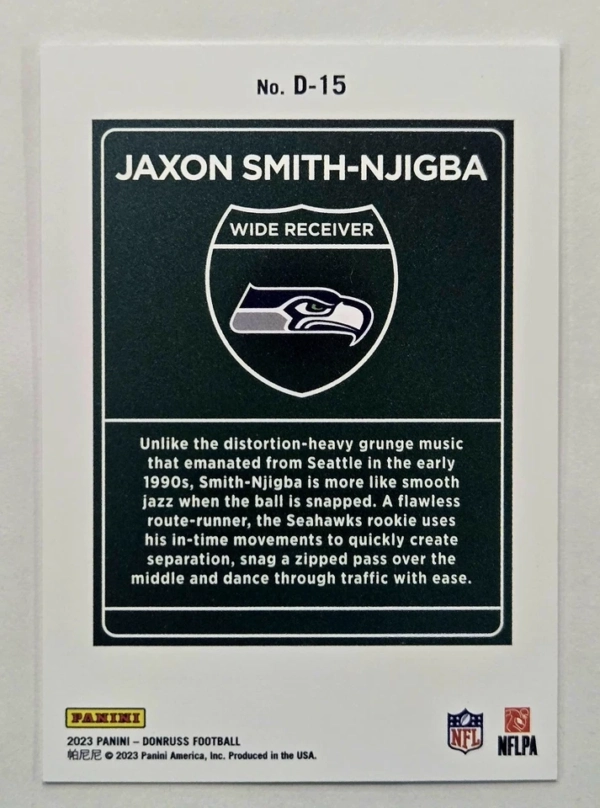 No. D-15
JAXON SMITH-NJIGBA
WIDE RECEIVER
Unlike the distortion-heavy grunge music
that emanated from Seattle in the early
1990s, Smith-Njigba is more like smooth
jazz when the ball is snapped. A flawless
route-runner, the Seahawks rookie uses
his in-time movements to quickly create
separation, snag a zipped pass over the
middle and dance through traffic with ease.
PANINI
2023 PANINI – DONRUSS FOOTBALL
帕尼尼 © 2023 Panini America, Inc. Produced in the USA.
NFL
NFLPA